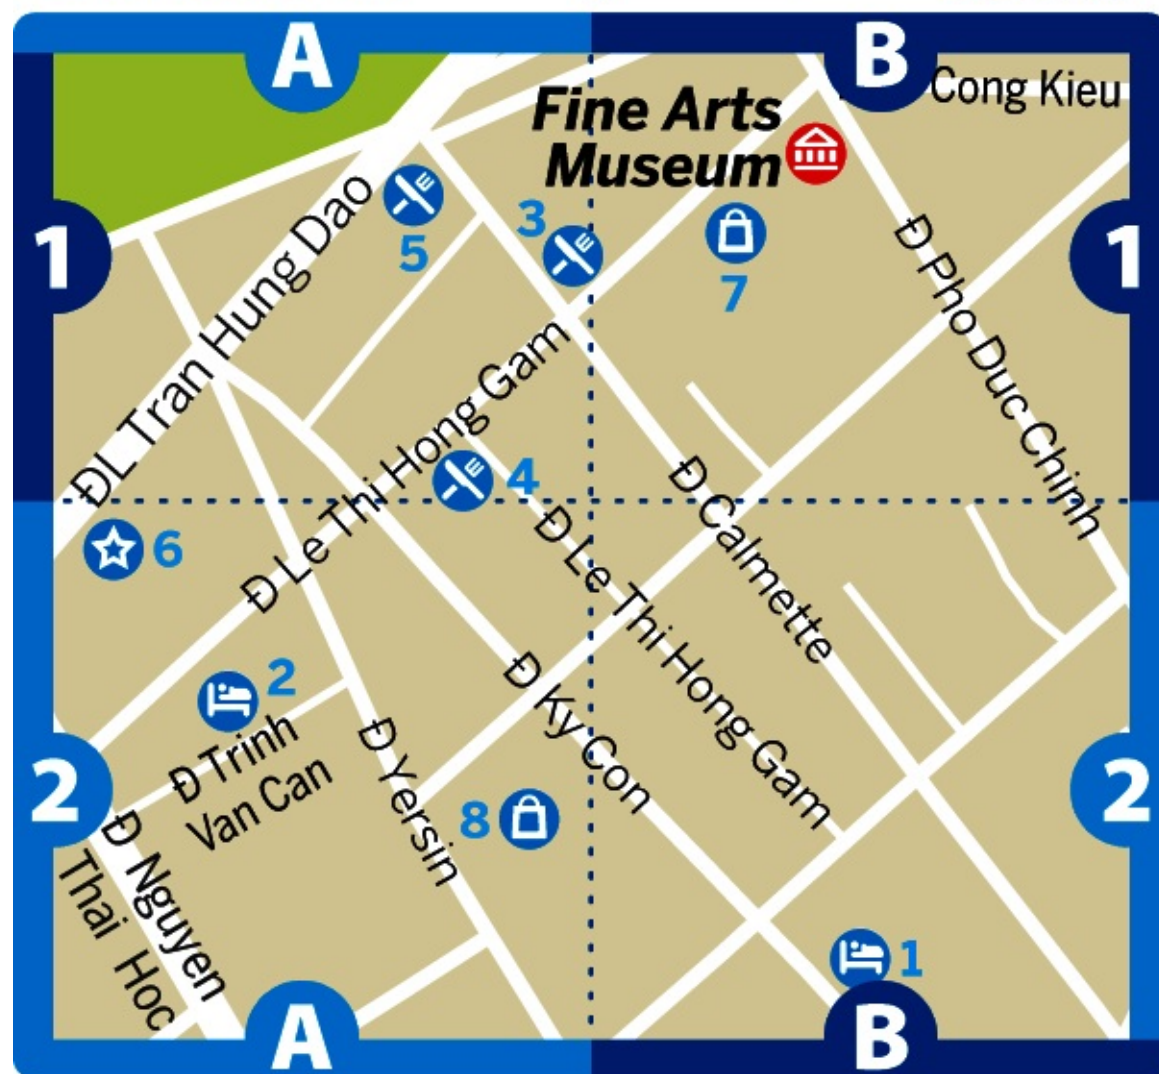 A
B
Cong Kieu
Fine Arts
Museum
1
1
5
3
7
ĐL Tran Hung Dao
Đ Pho Duc Chinh
Đ Le Thi Hong Gam
4
Đ Calmette
6
Đ Le Thi Hong Gam
2
Đ Trinh
Van Can
Đ Ky Con
Đ Yersin
2
2
8
Đ Nguyen
Thai Hoc
1
A
B